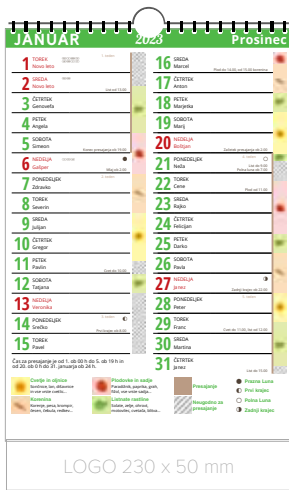 JANUAR 2023 Prosinec
1 TOREK
Novo leto
2 SREDA
Novo leto
3 ČETRTEK
Genovefa
4 PETEK
Angela
5 SOBOTA
Simeon
6 NEDELJA
Gašper
7 PONEDELJEK
Zdravko
8 TOREK
Severin
9 SREDA
Julijan
10 ČETRTEK
Gregor
11 PETEK
Pavlin
12 SOBOTA
Tatjana
13 NEDELJA
Veronika
14 PONEDELJEK
Srečko
15 TOREK
Pavel
16 SREDA
Marcel
17 ČETRTEK
Anton
18 PETEK
Marjetka
19 SOBOTA
Marij
20 NEDELJA
Boštjan
21 PONEDELJEK
Neža
22 TOREK
Cene
23 SREDA
Rajko
24 ČETRTEK
Felicijan
25 PETEK
Darko
26 SOBOTA
Pavla
27 NEDELJA
Janez
28 PONEDELJEK
Peter
29 TOREK
Franc
30 SREDA
Martina
31 ČETRTEK
Janez
Čas za presajanje je od 1. ob 00 h do 5. ob 19 h in
od 20. ob 0 h do 31. januarja ob 24 h.
Cvetje in oljnice
Korenina
Plodovke in sadje
Listnate rastline
Presajanje
Neugodno za
presajanje
Prazna Luna
Prvi krajec
Polna Luna
Zadnji krajec
LOGO 230 x 50 mm